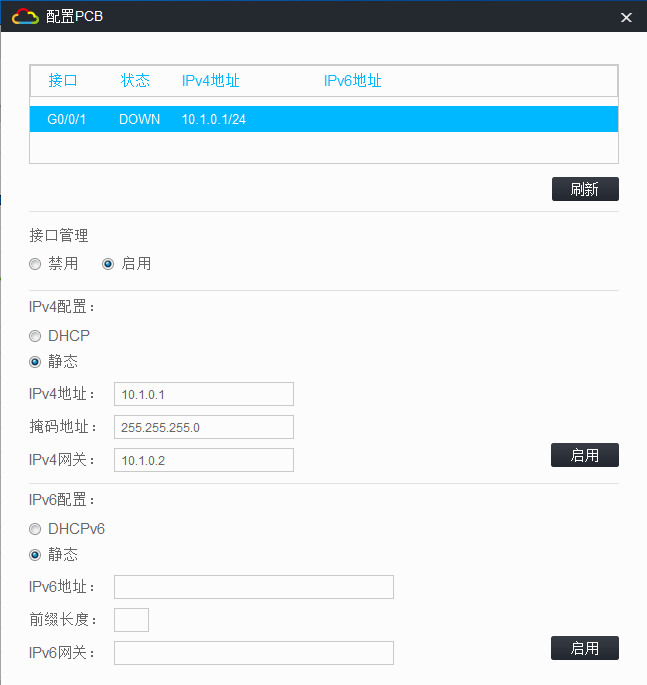 配置PCB
接口 状态 IPv4地址 IPv6地址
G0/0/1 DOWN 10.1.0.1/24
刷新
接口管理
禁用 启用
IPv4配置：
DHCP
静态
IPv4地址： 10.1.0.1
掩码地址： 255.255.255.0
IPv4网关： 10.1.0.2 启用
IPv6配置：
DHCPv6
静态
IPv6地址：
前缀长度：
IPv6网关： 启用